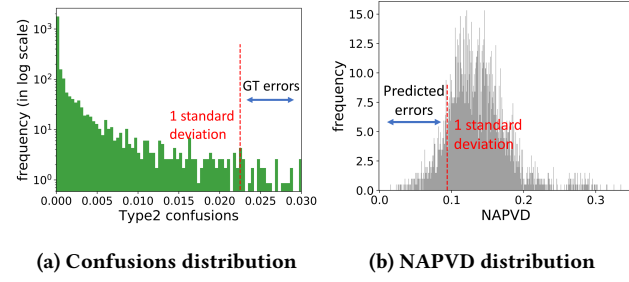 frequency (in log scale)
10³
10²
10¹
10⁰
GT errors
1 standard
deviation
0.000 0.005 0.010 0.015 0.020 0.025 0.030
Type2 confusions
(a) Confusions distribution
frequency
15.0
12.5
10.0
7.5
5.0
2.5
0.0
Predicted
errors
1 standard
deviation
0.0 0.1 0.2 0.3
NAPVD
(b) NAPVD distribution